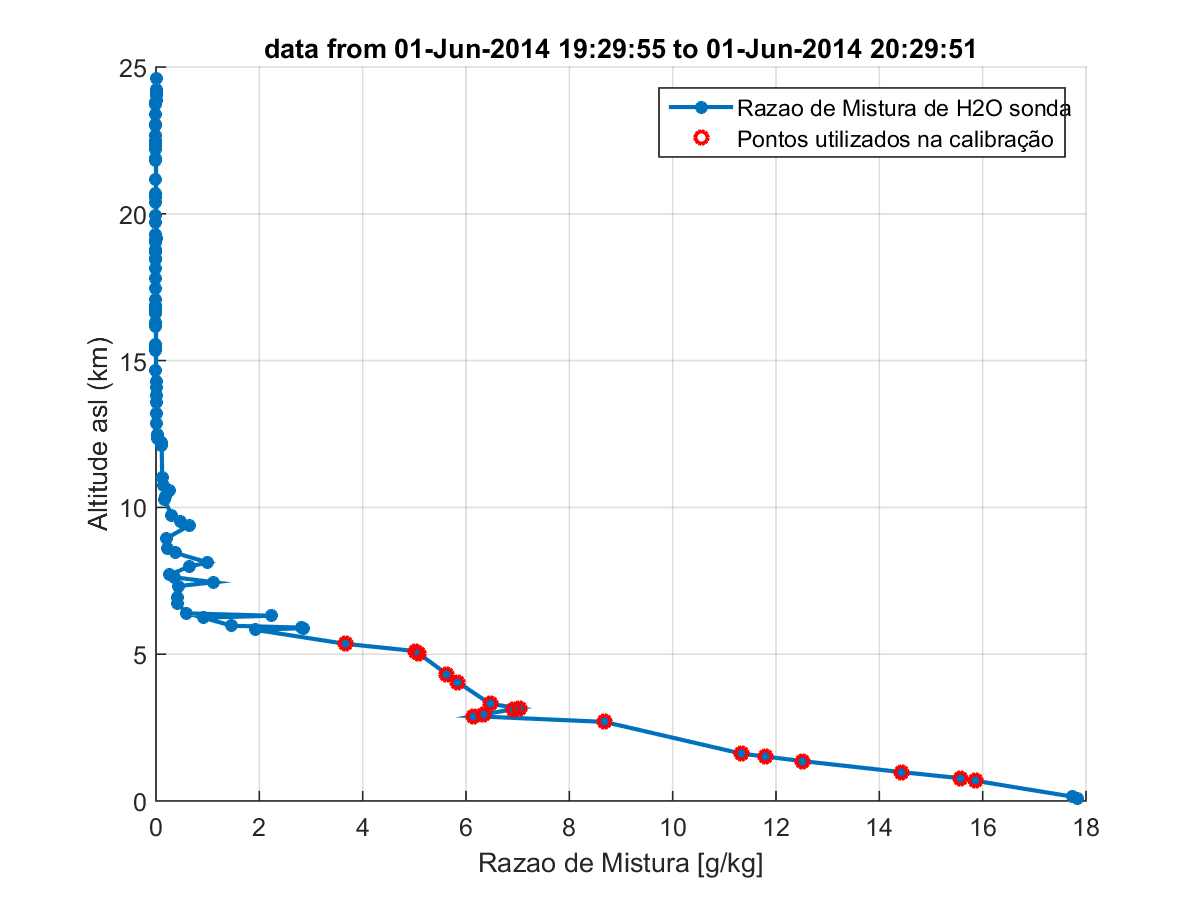 data from 01-Jun-2014 19:29:55 to 01-Jun-2014 20:29:51
Razao de Mistura de H2O sonda
Pontos utilizados na calibração
25
20
15
10
5
0
Altitude asl (km)
0 2 4 6 8 10 12 14 16 18
Razao de Mistura [g/kg]